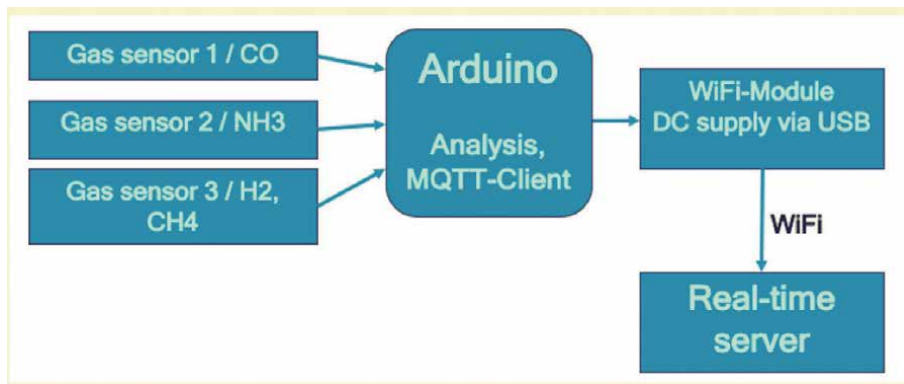 Gas sensor 1 / CO
Gas sensor 2 / NH3
Gas sensor 3 / H2,
CH4
Arduino
Analysis,
MQTT-Client
WiFi-Module
DC supply via USB
WiFi
Real-time
server